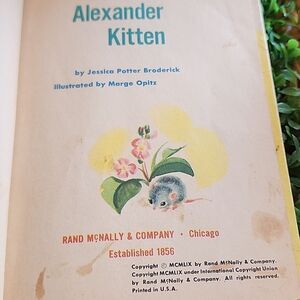 Alexander
Kitten
by Jessica Potter Broderick
Illustrated by Marge Opitz
RAND McNALLY & COMPANY · Chicago
Established 1856
Copyright © MCMLIX by Rand McNally & Company.
Copyright MCMLIX under International Copyright Union
by Rand McNally & Company. All rights reserved.
Printed in U.S.A.